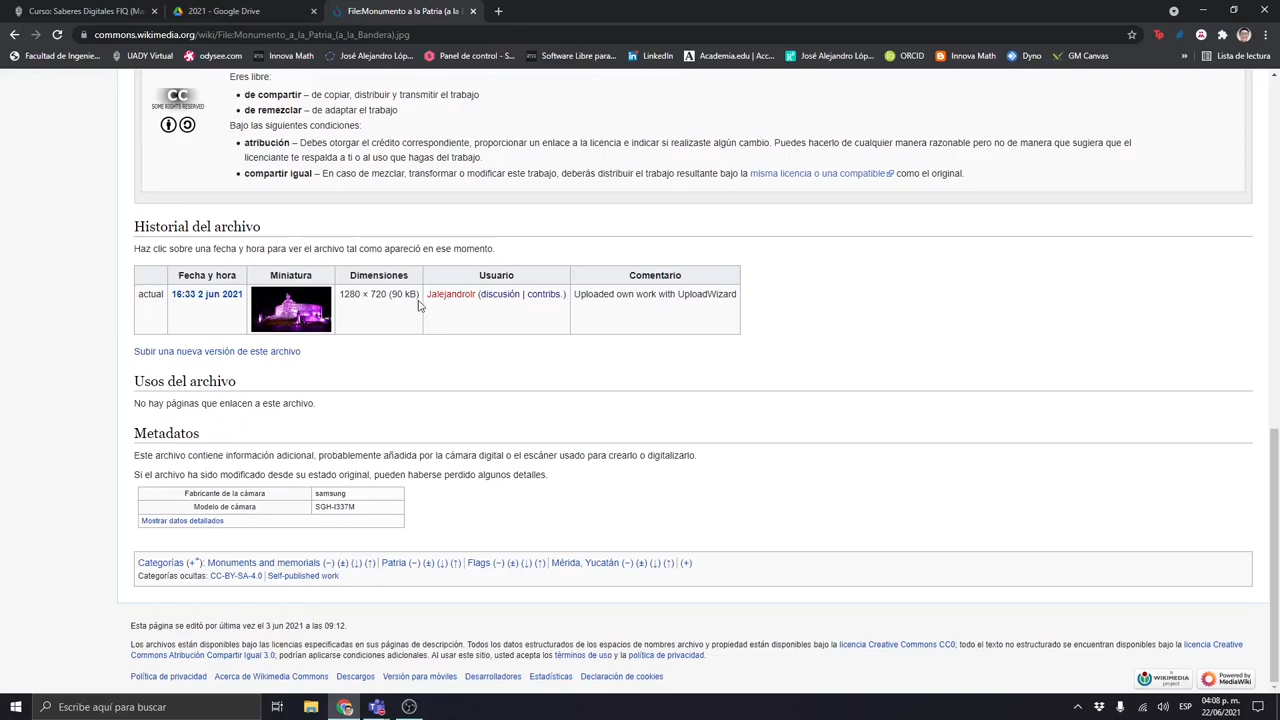 Curso: Saberes Digitales FIQ (Mar
2021 - Google Drive
File:Monumento a la Patria (a la B
commons.wikimedia.org/wiki/File:Monumento_a_la_Patria_(a_la_Bandera).jpg
Facultad de Ingenie...
UADY Virtual
odysee.com
Innova Math
José Alejandro Lóp...
Panel de control - S...
Software Libre para...
LinkedIn
Academia.edu | Acc...
José Alejandro Lóp...
ORCID
Innova Math
Dyno
GM Canvas
»
Lista de lectura
CC
SOME RIGHTS RESERVED
Eres libre:
de compartir – de copiar, distribuir y transmitir el trabajo
de remezclar – de adaptar el trabajo
Bajo las siguientes condiciones:
atribución – Debes otorgar el crédito correspondiente, proporcionar un enlace a la licencia e indicar si realizaste algún cambio. Puedes hacerlo de cualquier manera razonable pero no de manera que sugiera que el
licenciante te respalda a ti o al uso que hagas del trabajo.
compartir igual – En caso de mezclar, transformar o modificar este trabajo, deberás distribuir el trabajo resultante bajo la misma licencia o una compatible como el original.
Historial del archivo
Haz clic sobre una fecha y hora para ver el archivo tal como apareció en ese momento.
Fecha y hora Miniatura Dimensiones Usuario Comentario
actual 16:33 2 jun 2021 1280 × 720 (90 kB) Jalejandrolr (discusión | contribs.) Uploaded own work with UploadWizard
Subir una nueva versión de este archivo
Usos del archivo
No hay páginas que enlacen a este archivo.
Metadatos
Este archivo contiene información adicional, probablemente añadida por la cámara digital o el escáner usado para crearlo o digitalizarlo.
Si el archivo ha sido modificado desde su estado original, pueden haberse perdido algunos detalles.
Fabricante de la cámara samsung
Modelo de cámara SGH-I337M
Mostrar datos detallados
Categorías (+⁺): Monuments and memorials (−) (±) (↓) (↑) | Patria (−) (±) (↓) (↑) | Flags (−) (±) (↓) (↑) | Mérida, Yucatán (−) (±) (↓) (↑) | (+)
Categorías ocultas: CC-BY-SA-4.0 | Self-published work
Esta página se editó por última vez el 3 jun 2021 a las 09:12.
Los archivos están disponibles bajo las licencias especificadas en sus páginas de descripción. Todos los datos estructurados de los espacios de nombres archivo y propiedad están disponibles bajo la licencia Creative Commons CC0; todo el texto no estructurado se encuentran disponibles bajo la licencia Creative
Commons Atribución Compartir Igual 3.0; podrían aplicarse condiciones adicionales. Al usar este sitio, usted acepta los términos de uso y la política de privacidad.
Política de privacidad Acerca de Wikimedia Commons Descargos Versión para móviles Desarrolladores Estadísticas Declaración de cookies
a
WIKIMEDIA
project
Powered by
MediaWiki
Escribe aquí para buscar
ESP
04:08 p. m.
22/06/2021